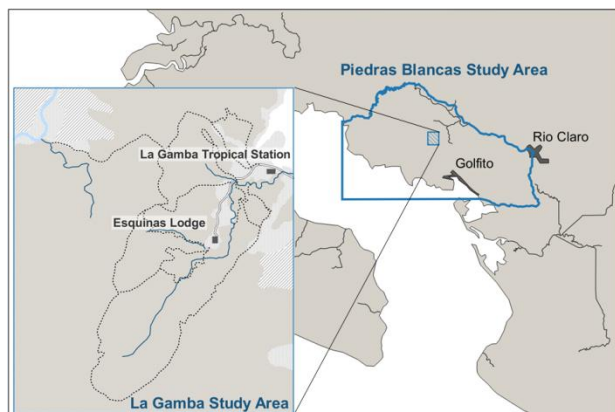 Piedras Blancas Study Area
Rio Claro
La Gamba Tropical Station
Golfito
Esquinas Lodge
La Gamba Study Area